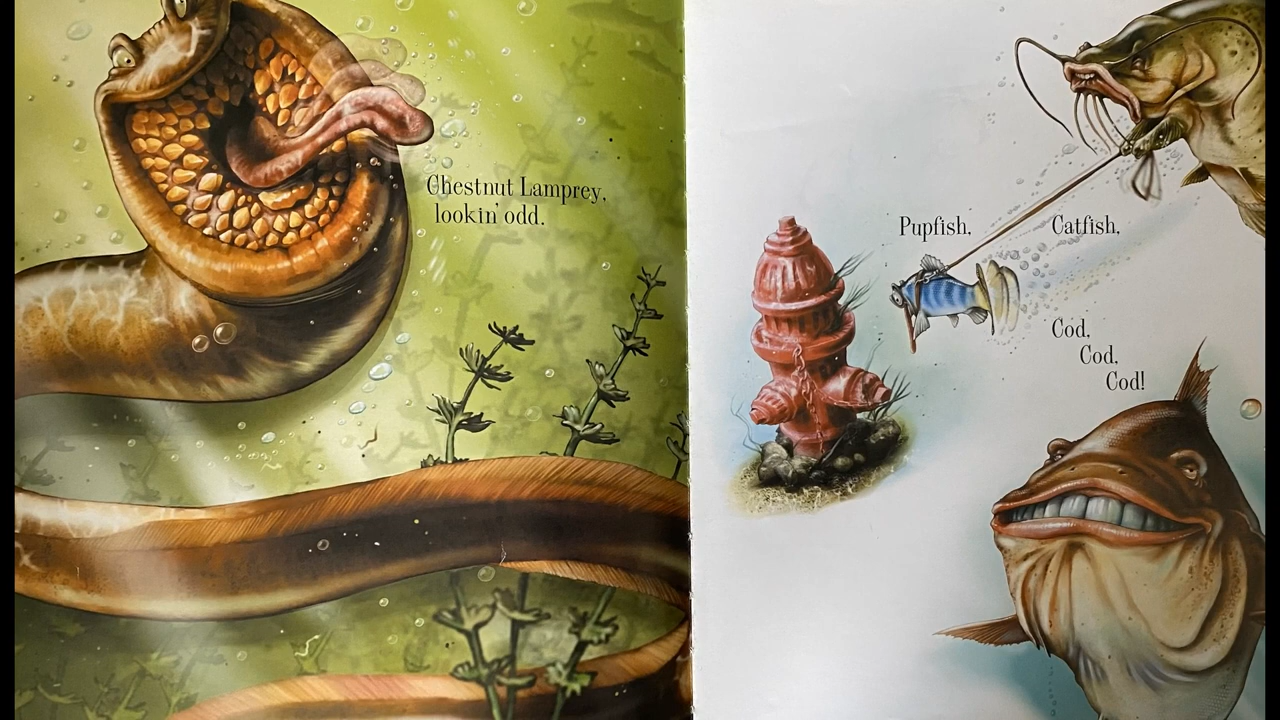 Chestnut Lamprey,
lookin' odd.
Pupfish,
Catfish,
Cod,
Cod,
Cod!